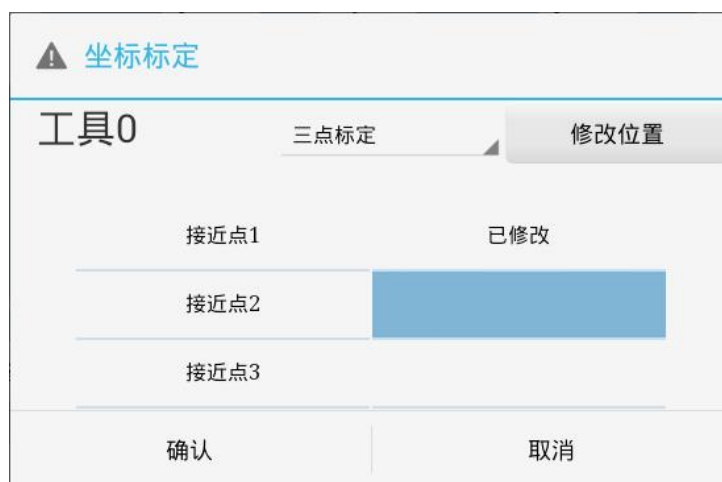 坐标标定
工具0 三点标定 修改位置
接近点1 已修改
接近点2
接近点3
确认 取消